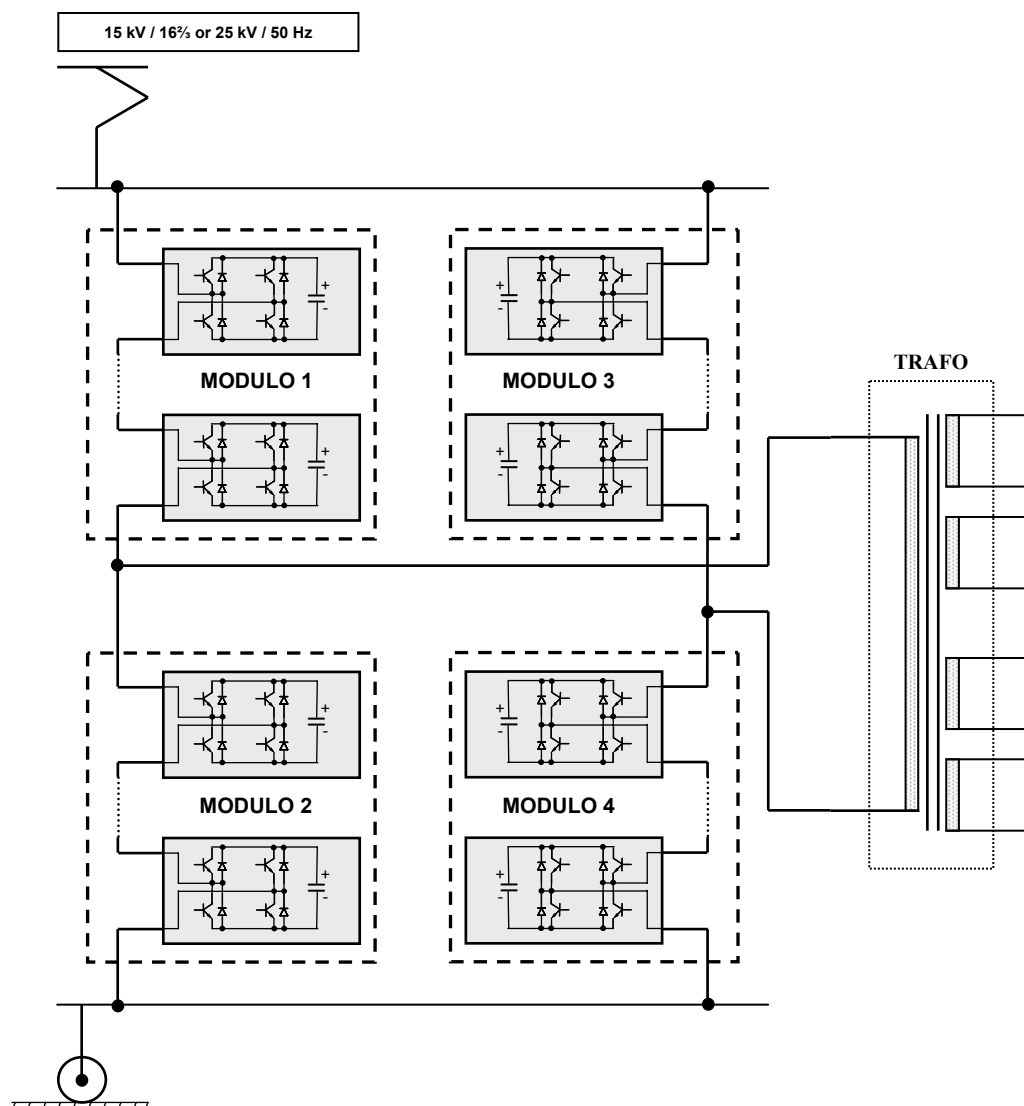 15 kV / 16⅔ or 25 kV / 50 Hz
+
-
+
-
MODULO 1
MODULO 3
TRAFO
+
-
+
-
+
-
+
-
MODULO 2
MODULO 4
+
-
+
-